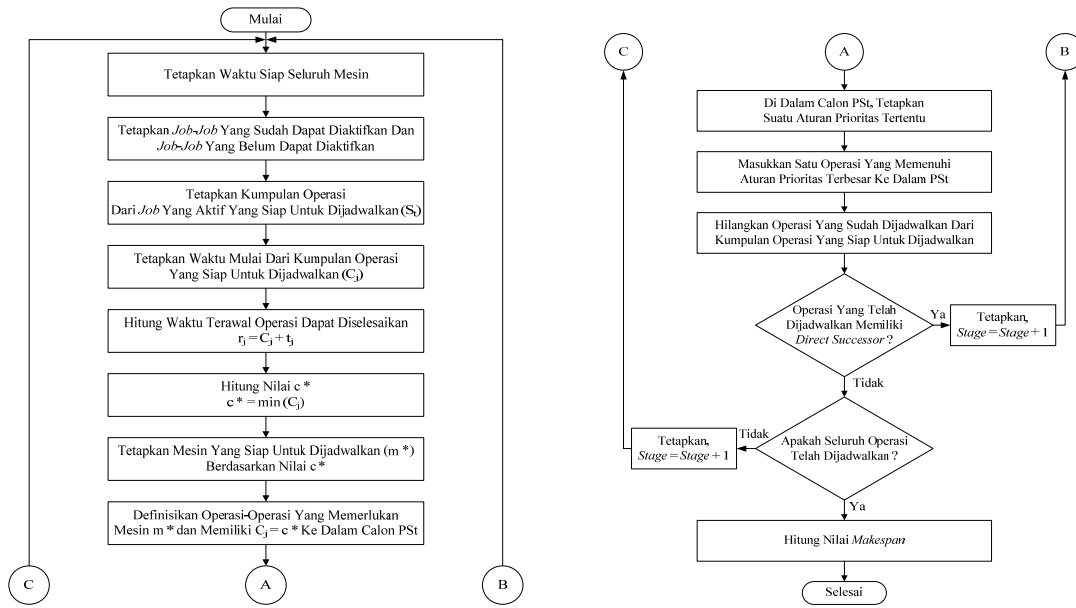 Mulai
Tetapkan Waktu Siap Seluruh Mesin
Tetapkan Job-Job Yang Sudah Dapat Diaktifkan Dan
Job-Job Yang Belum Dapat Diaktifkan
Tetapkan Kumpulan Operasi
Dari Job Yang Aktif Yang Siap Untuk Dijadwalkan (St)
Tetapkan Waktu Mulai Dari Kumpulan Operasi
Yang Siap Untuk Dijadwalkan (Cj)
Hitung Waktu Terawal Operasi Dapat Diselesaikan
rj = Cj + tj
Hitung Nilai c*
c* = min (Cj)
Tetapkan Mesin Yang Siap Untuk Dijadwalkan (m*)
Berdasarkan Nilai c*
Definisikan Operasi-Operasi Yang Memerlukan
Mesin m* dan Memiliki Cj = c* Ke Dalam Calon PSt
C
A
B
C
A
B
Di Dalam Calon PSt, Tetapkan
Suatu Aturan Prioritas Tertentu
Masukkan Satu Operasi Yang Memenuhi
Aturan Prioritas Terbesar Ke Dalam PSt
Hilangkan Operasi Yang Sudah Dijadwalkan Dari
Kumpulan Operasi Yang Siap Untuk Dijadwalkan
Operasi Yang Telah
Dijadwalkan Memiliki
Direct Successor ?
Ya
Tetapkan,
Stage = Stage + 1
Tidak
Apakah Seluruh Operasi
Telah Dijadwalkan ?
Tidak
Tetapkan,
Stage = Stage + 1
Ya
Hitung Nilai Makespan
Selesai